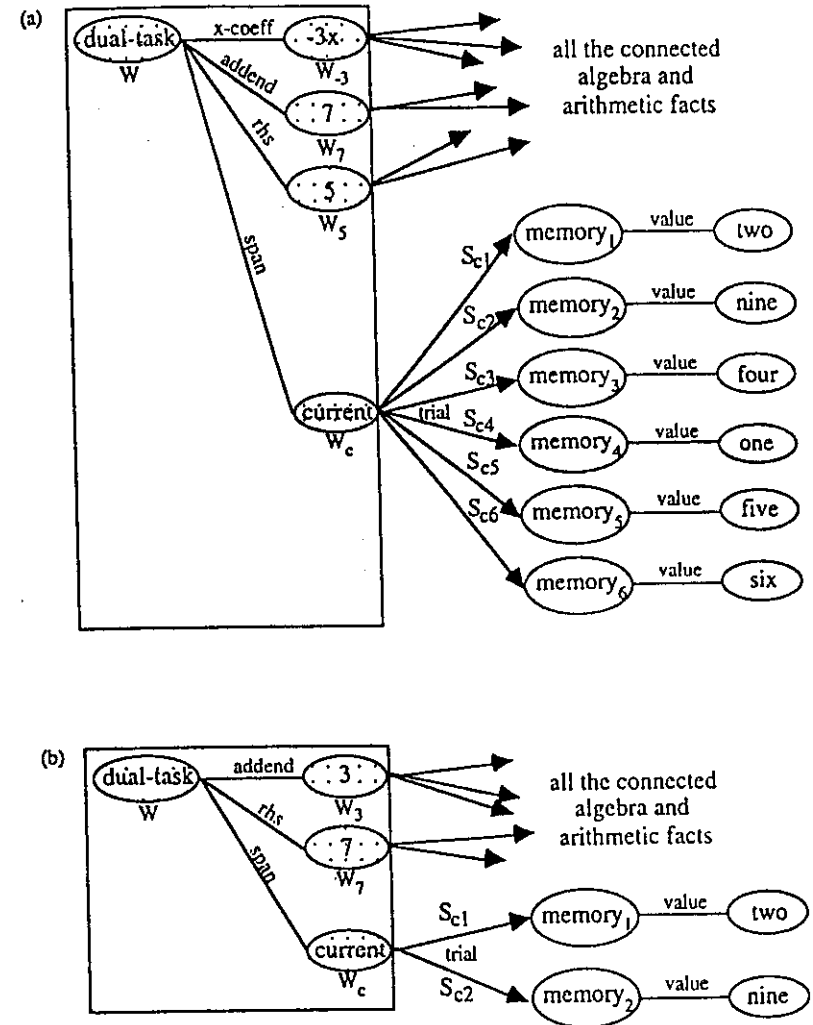 (a)
dual-task
W
x-coeff
-3x
W-3
addend
7
W7
rhs
5
W5
all the connected
algebra and
arithmetic facts
span
current
Wc
trial
Sc1
memory1
value
two
Sc2
memory2
value
nine
Sc3
memory3
value
four
Sc4
memory4
value
one
Sc5
memory5
value
five
Sc6
memory6
value
six
(b)
dual-task
W
addend
3
W3
rhs
7
W7
all the connected
algebra and
arithmetic facts
span
current
Wc
Sc1
memory1
value
two
trial
Sc2
memory2
value
nine